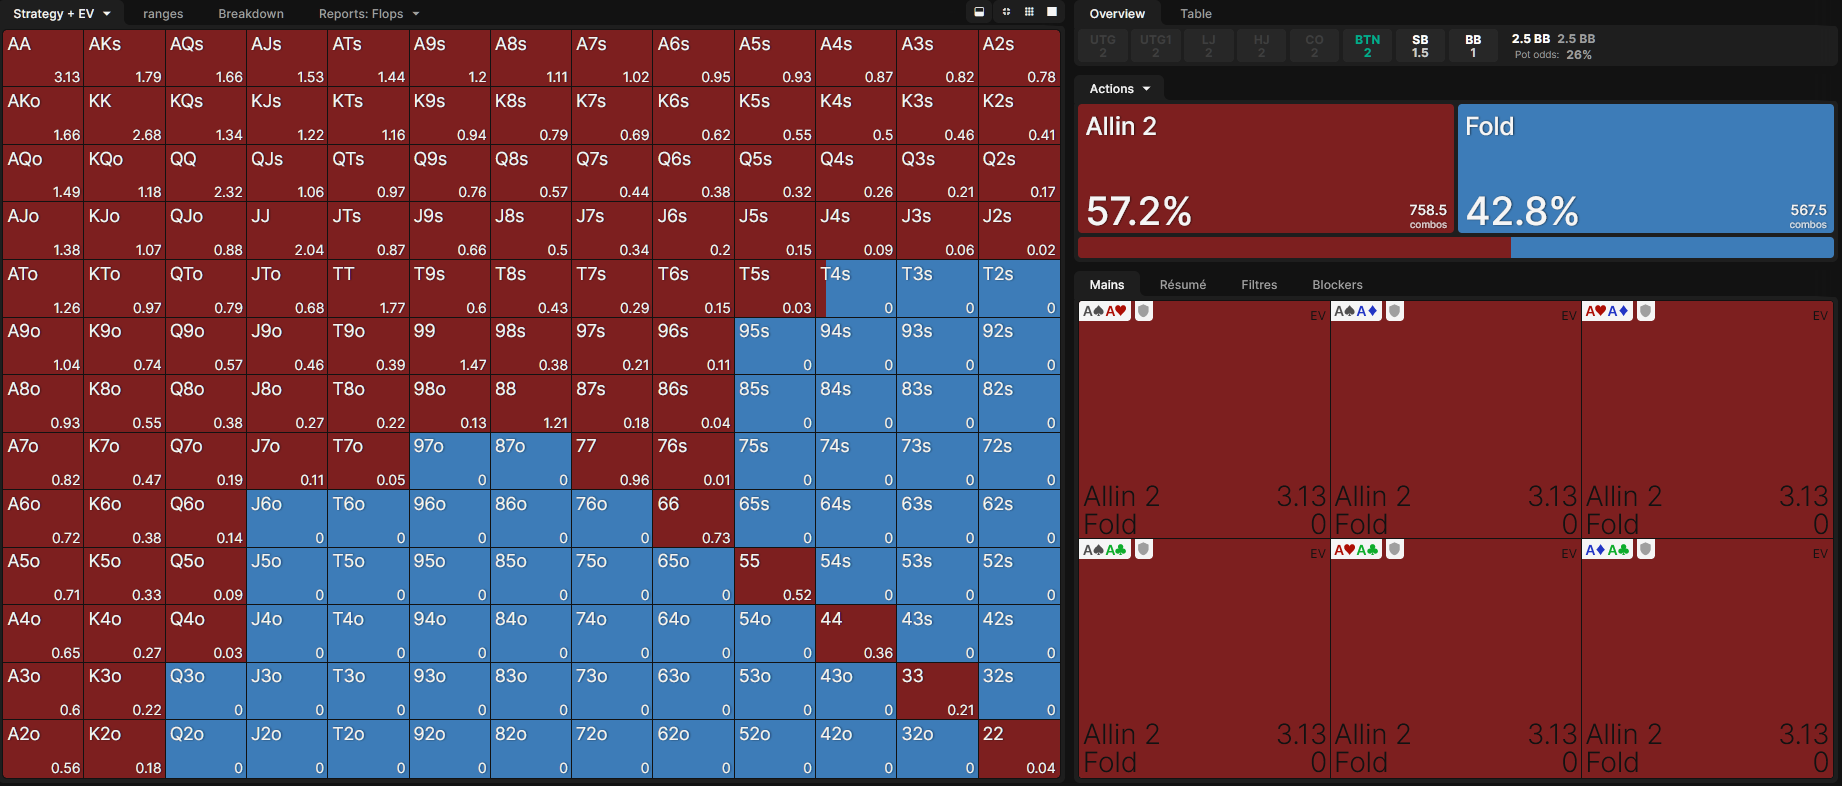 Strategy + EV ranges Breakdown Reports: Flops
AA AKs AQs AJs ATs A9s A8s A7s A6s A5s A4s A3s A2s
3.13 1.79 1.66 1.53 1.44 1.2 1.11 1.02 0.95 0.93 0.87 0.82 0.78
AKo KK KQs KJs KTs K9s K8s K7s K6s K5s K4s K3s K2s
1.66 2.68 1.34 1.22 1.16 0.94 0.79 0.69 0.62 0.55 0.5 0.46 0.41
AQo KQo QQ QJs QTs Q9s Q8s Q7s Q6s Q5s Q4s Q3s Q2s
1.49 1.18 2.32 1.06 0.97 0.76 0.57 0.44 0.38 0.32 0.26 0.21 0.17
AJo KJo QJo JJ JTs J9s J8s J7s J6s J5s J4s J3s J2s
1.38 1.07 0.88 2.04 0.87 0.66 0.5 0.34 0.2 0.15 0.09 0.06 0.02
ATo KTo QTo JTo TT T9s T8s T7s T6s T5s T4s T3s T2s
1.26 0.97 0.79 0.68 1.77 0.6 0.43 0.29 0.15 0.03 0 0 0
A9o K9o Q9o J9o T9o 99 98s 97s 96s 95s 94s 93s 92s
1.04 0.74 0.57 0.46 0.39 1.47 0.38 0.21 0.11 0 0 0 0
A8o K8o Q8o J8o T8o 98o 88 87s 86s 85s 84s 83s 82s
0.93 0.55 0.38 0.27 0.22 0.13 1.21 0.18 0.04 0 0 0 0
A7o K7o Q7o J7o T7o 97o 87o 77 76s 75s 74s 73s 72s
0.82 0.47 0.19 0.11 0.05 0 0 0.96 0.01 0 0 0 0
A6o K6o Q6o J6o T6o 96o 86o 76o 66 65s 64s 63s 62s
0.72 0.38 0.14 0 0 0 0 0 0.73 0 0 0 0
A5o K5o Q5o J5o T5o 95o 85o 75o 65o 55 54s 53s 52s
0.71 0.33 0.09 0 0 0 0 0 0 0.52 0 0 0
A4o K4o Q4o J4o T4o 94o 84o 74o 64o 54o 44 43s 42s
0.65 0.27 0.03 0 0 0 0 0 0 0 0.36 0 0
A3o K3o Q3o J3o T3o 93o 83o 73o 63o 53o 43o 33 32s
0.6 0.22 0 0 0 0 0 0 0 0 0 0.21 0
A2o K2o Q2o J2o T2o 92o 82o 72o 62o 52o 42o 32o 22
0.56 0.18 0 0 0 0 0 0 0 0 0 0 0.04
Overview Table
UTG UTG1 LJ HJ CO BTN SB BB 2.5 BB 2.5 BB
2 2 2 2 2 2 1.5 1 Pot odds: 26%
Actions
Allin 2 Fold
57.2% 758.5 combos 42.8% 567.5 combos
Mains Résumé Filtres Blockers
A♠A♥ EV A♠A♦ EV A♥A♦ EV
Allin 2 3.13 Allin 2 3.13 Allin 2 3.13
Fold 0 Fold 0 Fold 0
A♠A♣ EV A♥A♣ EV A♦A♣ EV
Allin 2 3.13 Allin 2 3.13 Allin 2 3.13
Fold 0 Fold 0 Fold 0